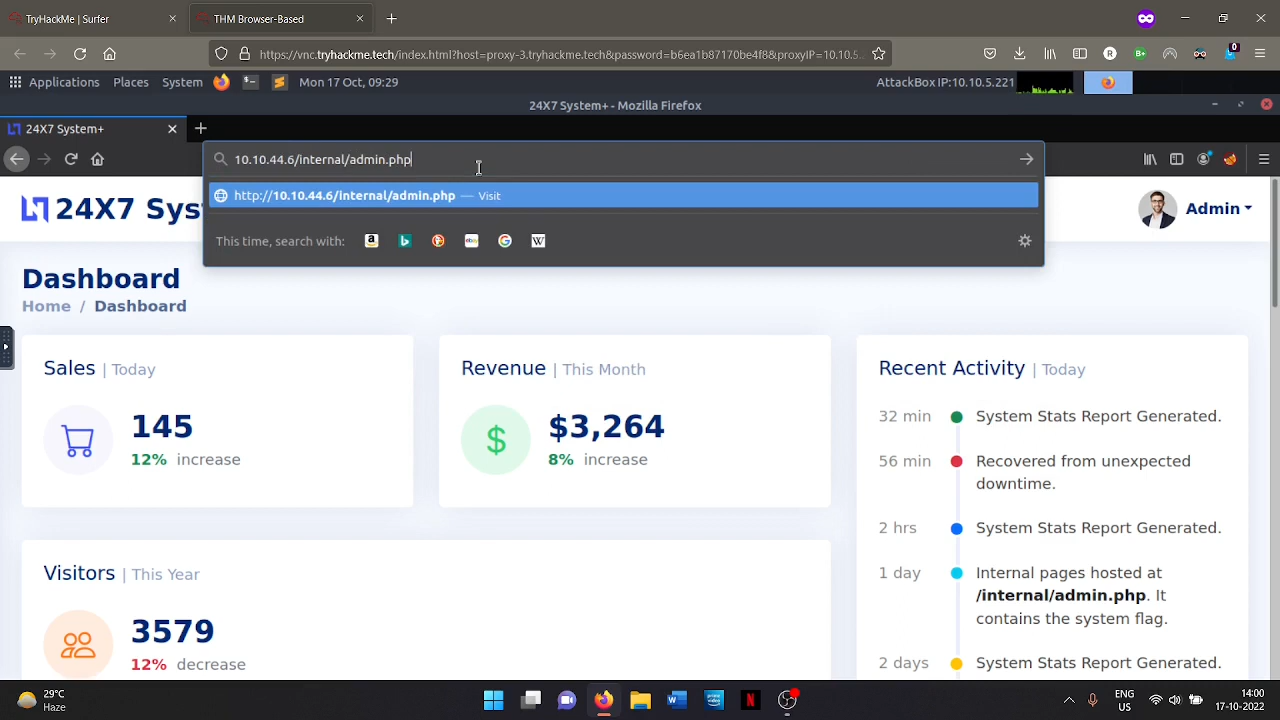 TryHackMe | Surfer
THM Browser-Based
https://vnc.tryhackme.tech/index.html?host=proxy-3.tryhackme.tech&password=b6ea1b87170be4f8&proxyIP=10.10.5.
0
Applications Places System Mon 17 Oct, 09:29 AttackBox IP:10.10.5.221
24X7 System+ - Mozilla Firefox
24X7 System+
10.10.44.6/internal/admin.php
http://10.10.44.6/internal/admin.php — Visit
This time, search with:
24X7 Sys
Admin
Dashboard
Home / Dashboard
Sales | Today
145
12% increase
Revenue | This Month
$
$3,264
8% increase
Recent Activity | Today
32 min System Stats Report Generated.
56 min Recovered from unexpected
downtime.
2 hrs System Stats Report Generated.
1 day Internal pages hosted at
/internal/admin.php. It
contains the system flag.
2 days System Stats Report Generated.
Visitors | This Year
3579
12% decrease
29°C
Haze
ENG
US
14:00
17-10-2022